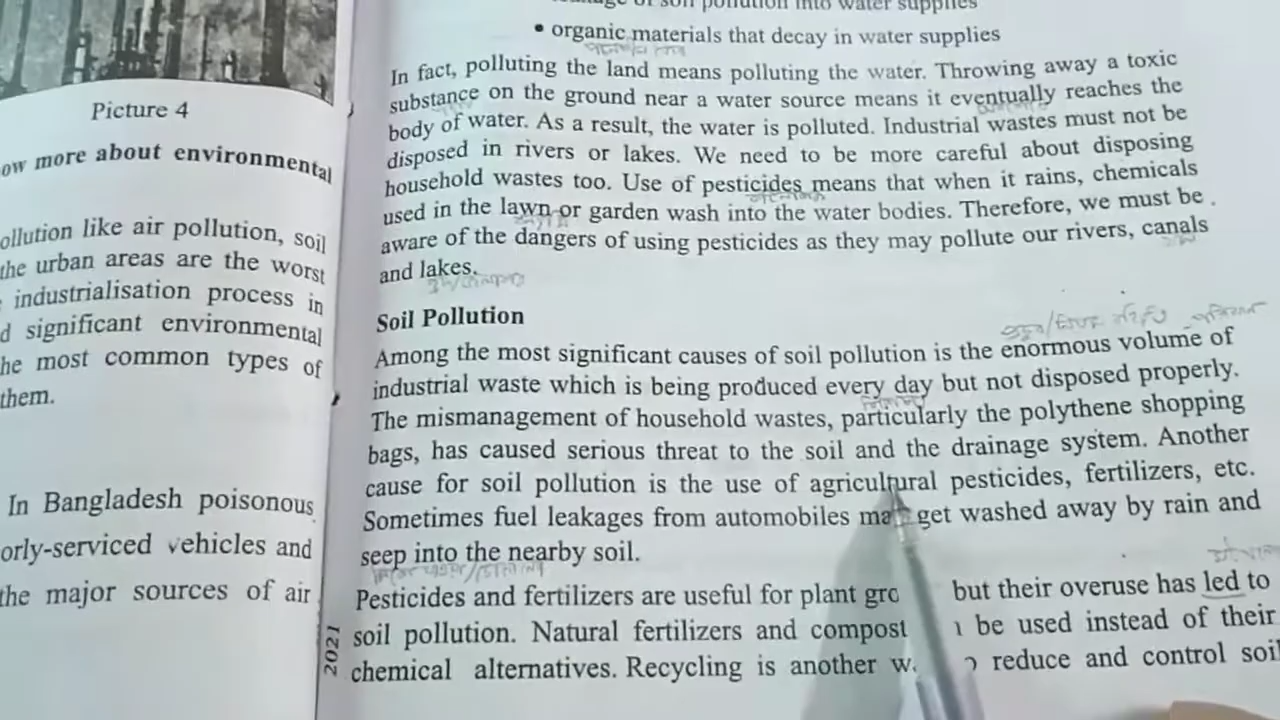 Picture 4
ow more about environmental
ollution like air pollution, soil
the urban areas are the worst
industrialisation process in
d significant environmental
he most common types of
them.
In Bangladesh poisonous
orly-serviced vehicles and
the major sources of air
of soil pollution into water supplies
• organic materials that decay in water supplies
In fact, polluting the land means polluting the water. Throwing away a toxic
substance on the ground near a water source means it eventually reaches the
body of water. As a result, the water is polluted. Industrial wastes must not be
disposed in rivers or lakes. We need to be more careful about disposing
household wastes too. Use of pesticides means that when it rains, chemicals
used in the lawn or garden wash into the water bodies. Therefore, we must be
aware of the dangers of using pesticides as they may pollute our rivers, canals
and lakes.
Soil Pollution
Among the most significant causes of soil pollution is the enormous volume of
industrial waste which is being produced every day but not disposed properly.
The mismanagement of household wastes, particularly the polythene shopping
bags, has caused serious threat to the soil and the drainage system. Another
cause for soil pollution is the use of agricultural pesticides, fertilizers, etc.
Sometimes fuel leakages from automobiles ma get washed away by rain and
seep into the nearby soil.
Pesticides and fertilizers are useful for plant gro but their overuse has led to
soil pollution. Natural fertilizers and compost be used instead of their
chemical alternatives. Recycling is another w reduce and control soil
2021